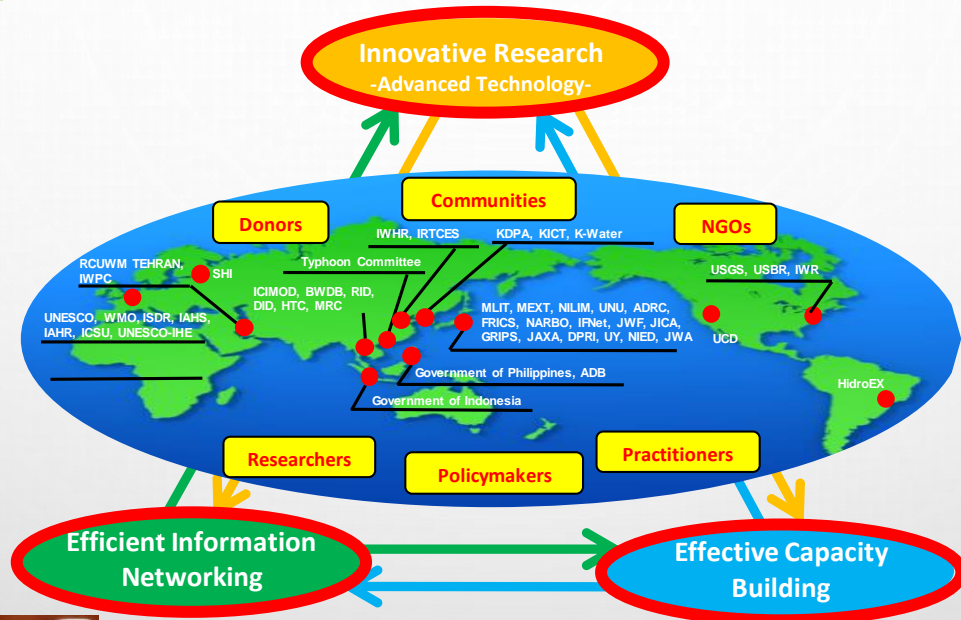 Innovative Research
-Advanced Technology-
Communities
Donors
NGOs
IWHR, IRTCES
KDPA, KICT, K-Water
Typhoon Committee
RCUWM TEHRAN,
IWPC
SHI
USGS, USBR, IWR
ICIMOD, BWDB, RID,
DID, HTC, MRC
UNESCO, WMO, ISDR, IAHS,
IAHR, ICSU, UNESCO-IHE
MLIT, MEXT, NILIM, UNU, ADRC,
FRICS, NARBO, IFNet, JWF, JICA,
GRIPS, JAXA, DPRI, UY, NIED, JWA
UCD
Government of Philippines, ADB
HidroEX
Government of Indonesia
Researchers
Policymakers
Practitioners
Efficient Information
Networking
Effective Capacity
Building